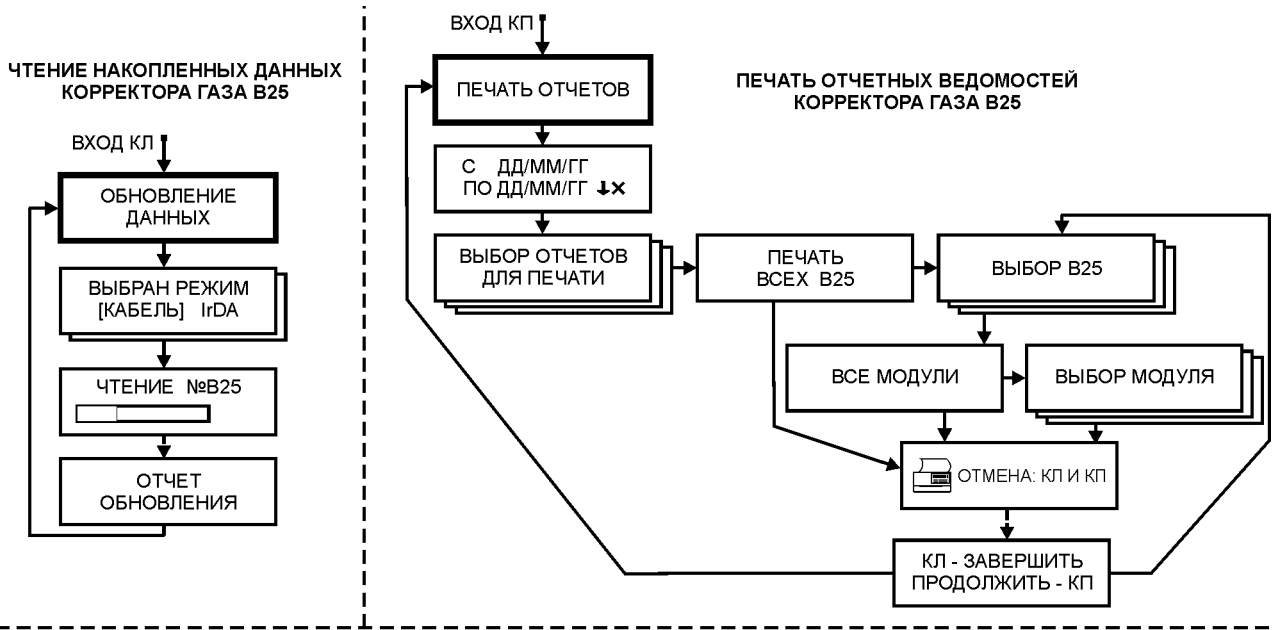 ЧТЕНИЕ НАКОПЛЕННЫХ ДАННЫХ
КОРРЕКТОРА ГАЗА В25
ВХОД КЛ
ОБНОВЛЕНИЕ
ДАННЫХ
ВЫБРАН РЕЖИМ
[КАБЕЛЬ] IrDA
ЧТЕНИЕ №В25
ОТЧЕТ
ОБНОВЛЕНИЯ
ВХОД КП
ПЕЧАТЬ ОТЧЕТНЫХ ВЕДОМОСТЕЙ
КОРРЕКТОРА ГАЗА В25
ПЕЧАТЬ ОТЧЕТОВ
С ДД/ММ/ГГ
ПО ДД/ММ/ГГ
ВЫБОР ОТЧЕТОВ
ДЛЯ ПЕЧАТИ
ПЕЧАТЬ
ВСЕХ В25
ВЫБОР В25
ВСЕ МОДУЛИ
ВЫБОР МОДУЛЯ
ОТМЕНА: КЛ И КП
КЛ - ЗАВЕРШИТЬ
ПРОДОЛЖИТЬ - КП